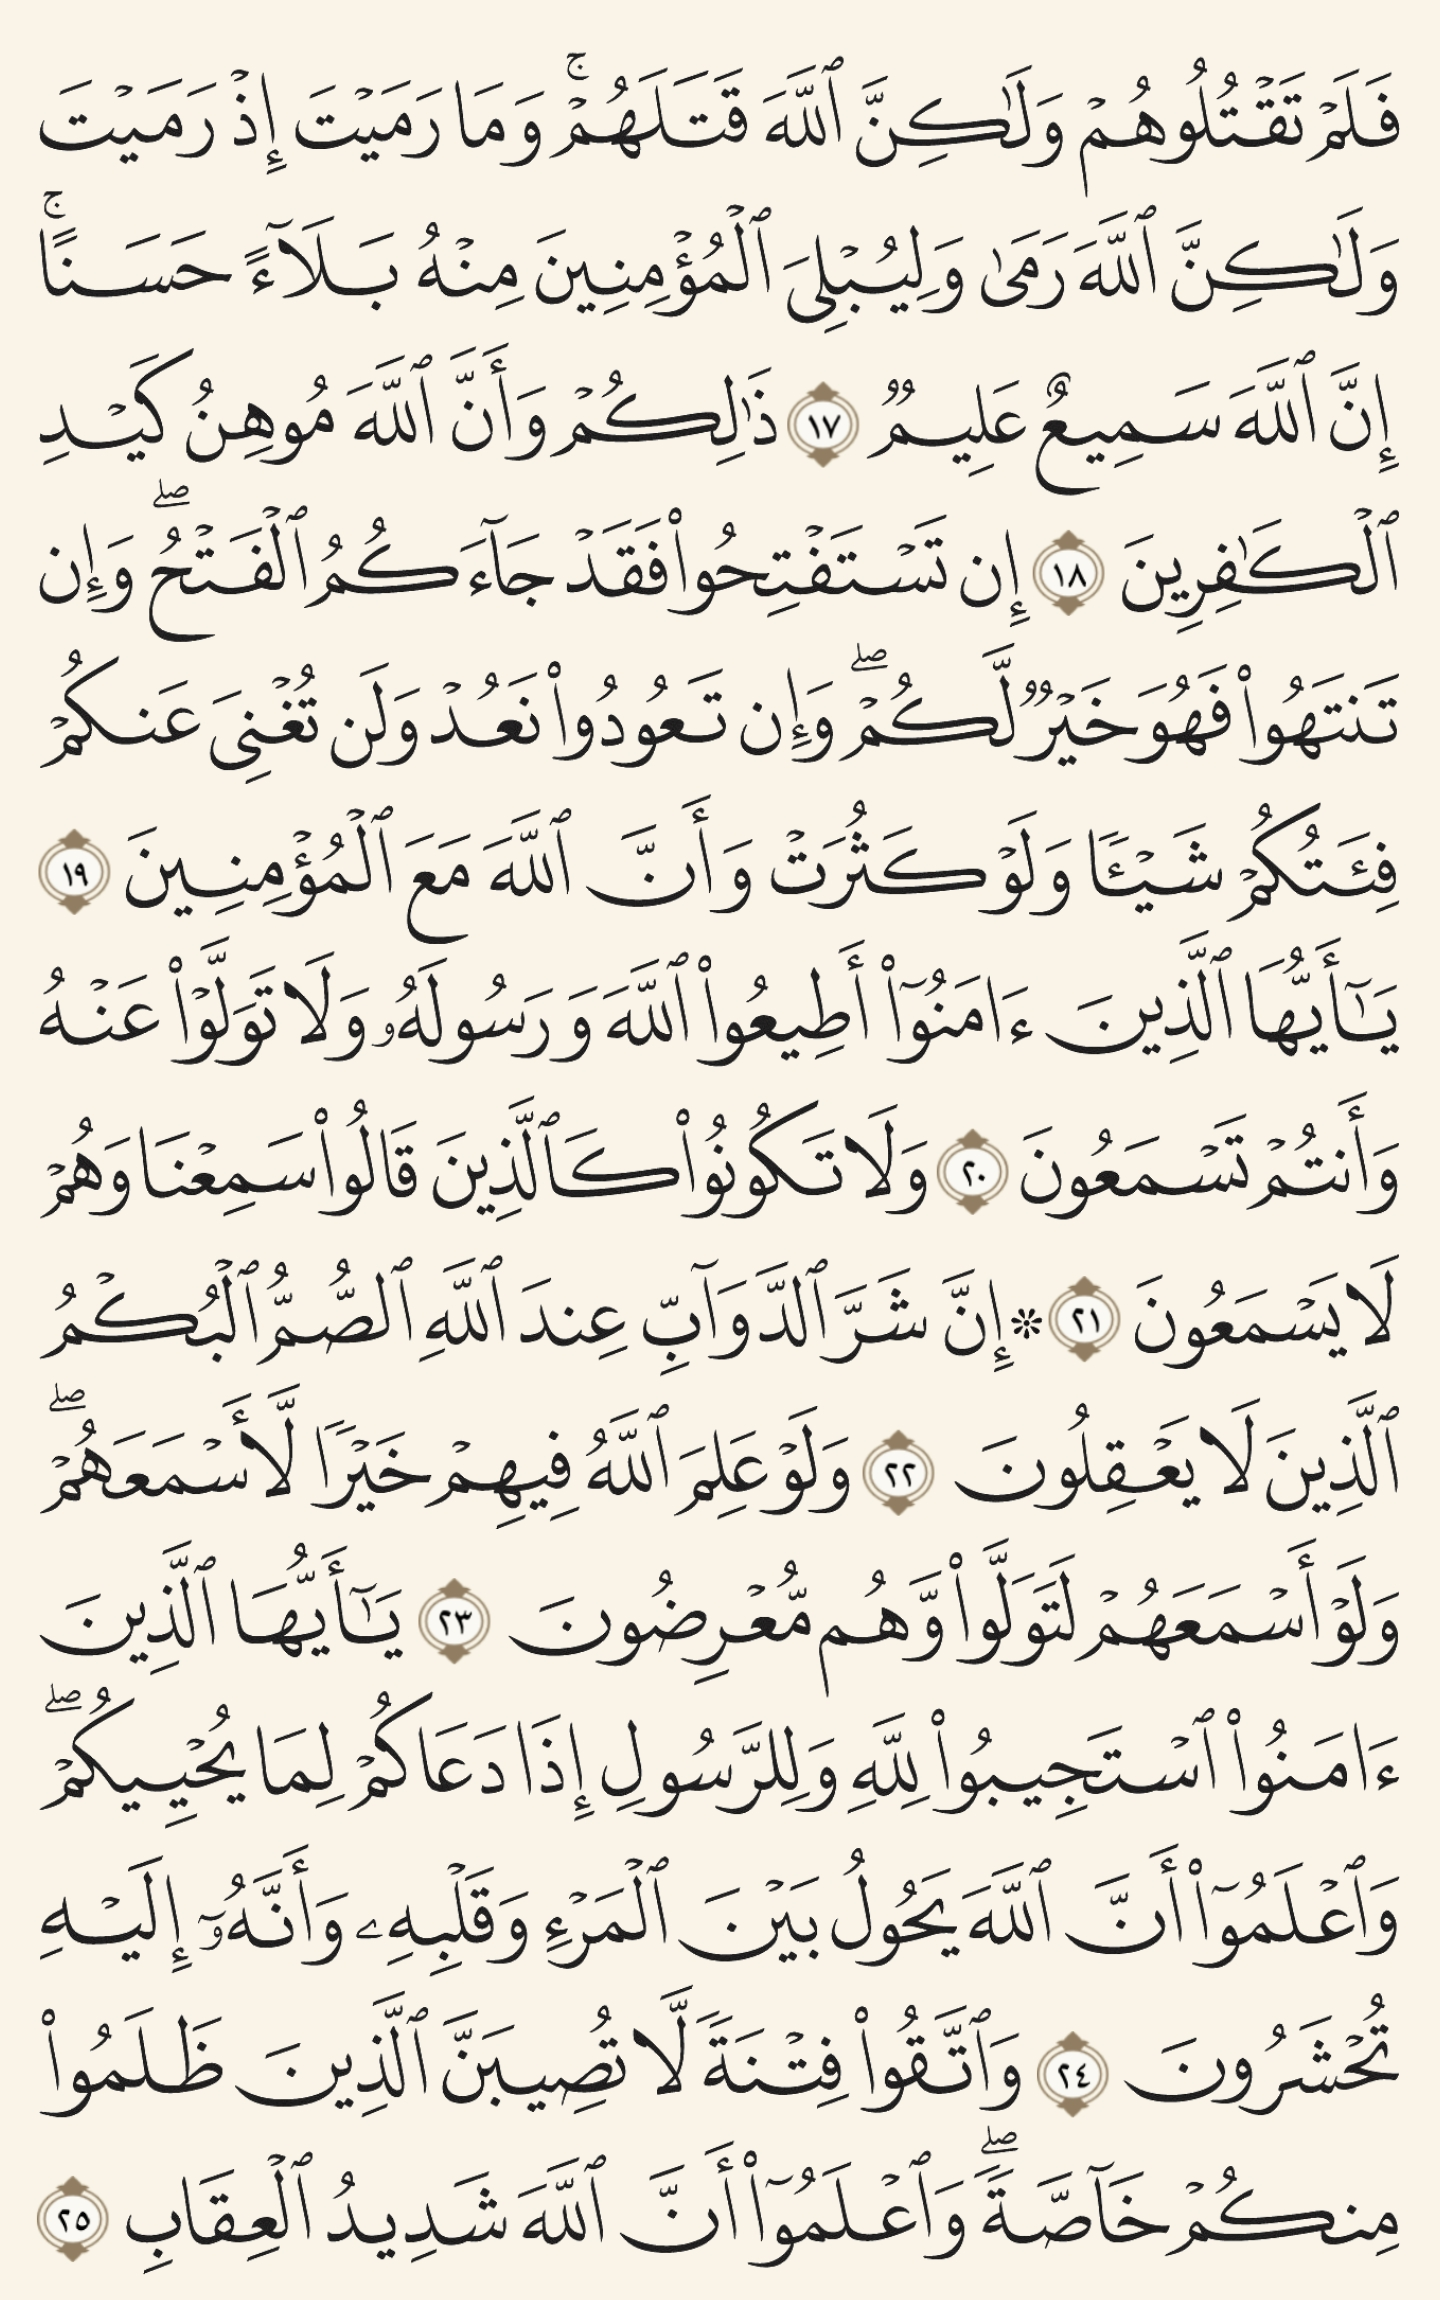 فَلَمْ تَقْتُلُوهُمْ وَلَٰكِنَّ ٱللَّهَ قَتَلَهُمْ ۚ وَمَا رَمَيْتَ إِذْ رَمَيْتَ
وَلَٰكِنَّ ٱللَّهَ رَمَىٰ وَلِيُبْلِىَ ٱلْمُؤْمِنِينَ مِنْهُ بَلَآءً حَسَنًا ۚ
إِنَّ ٱللَّهَ سَمِيعٌ عَلِيمٌ ١٧ ذَٰلِكُمْ وَأَنَّ ٱللَّهَ مُوهِنُ كَيْدِ
ٱلْكَٰفِرِينَ ١٨ إِن تَسْتَفْتِحُوا۟ فَقَدْ جَآءَكُمُ ٱلْفَتْحُ ۖ وَإِن
تَنتَهُوا۟ فَهُوَ خَيْرٌ لَّكُمْ ۖ وَإِن تَعُودُوا۟ نَعُدْ وَلَن تُغْنِىَ عَنكُمْ
فِئَتُكُمْ شَيْـًٔا وَلَوْ كَثُرَتْ وَأَنَّ ٱللَّهَ مَعَ ٱلْمُؤْمِنِينَ ١٩
يَٰٓأَيُّهَا ٱلَّذِينَ ءَامَنُوٓا۟ أَطِيعُوا۟ ٱللَّهَ وَرَسُولَهُۥ وَلَا تَوَلَّوْا۟ عَنْهُ
وَأَنتُمْ تَسْمَعُونَ ٢٠ وَلَا تَكُونُوا۟ كَٱلَّذِينَ قَالُوا۟ سَمِعْنَا وَهُمْ
لَا يَسْمَعُونَ ٢١ ۞ إِنَّ شَرَّ ٱلدَّوَآبِّ عِندَ ٱللَّهِ ٱلصُّمُّ ٱلْبُكْمُ
ٱلَّذِينَ لَا يَعْقِلُونَ ٢٢ وَلَوْ عَلِمَ ٱللَّهُ فِيهِمْ خَيْرًا لَّأَسْمَعَهُمْ ۖ
وَلَوْ أَسْمَعَهُمْ لَتَوَلَّوا۟ وَّهُم مُّعْرِضُونَ ٢٣ يَٰٓأَيُّهَا ٱلَّذِينَ
ءَامَنُوا۟ ٱسْتَجِيبُوا۟ لِلَّهِ وَلِلرَّسُولِ إِذَا دَعَاكُمْ لِمَا يُحْيِيكُمْ ۖ
وَٱعْلَمُوٓا۟ أَنَّ ٱللَّهَ يَحُولُ بَيْنَ ٱلْمَرْءِ وَقَلْبِهِۦ وَأَنَّهُۥٓ إِلَيْهِ
تُحْشَرُونَ ٢٤ وَٱتَّقُوا۟ فِتْنَةً لَّا تُصِيبَنَّ ٱلَّذِينَ ظَلَمُوا۟
مِنكُمْ خَآصَّةً ۖ وَٱعْلَمُوٓا۟ أَنَّ ٱللَّهَ شَدِيدُ ٱلْعِقَابِ ٢٥